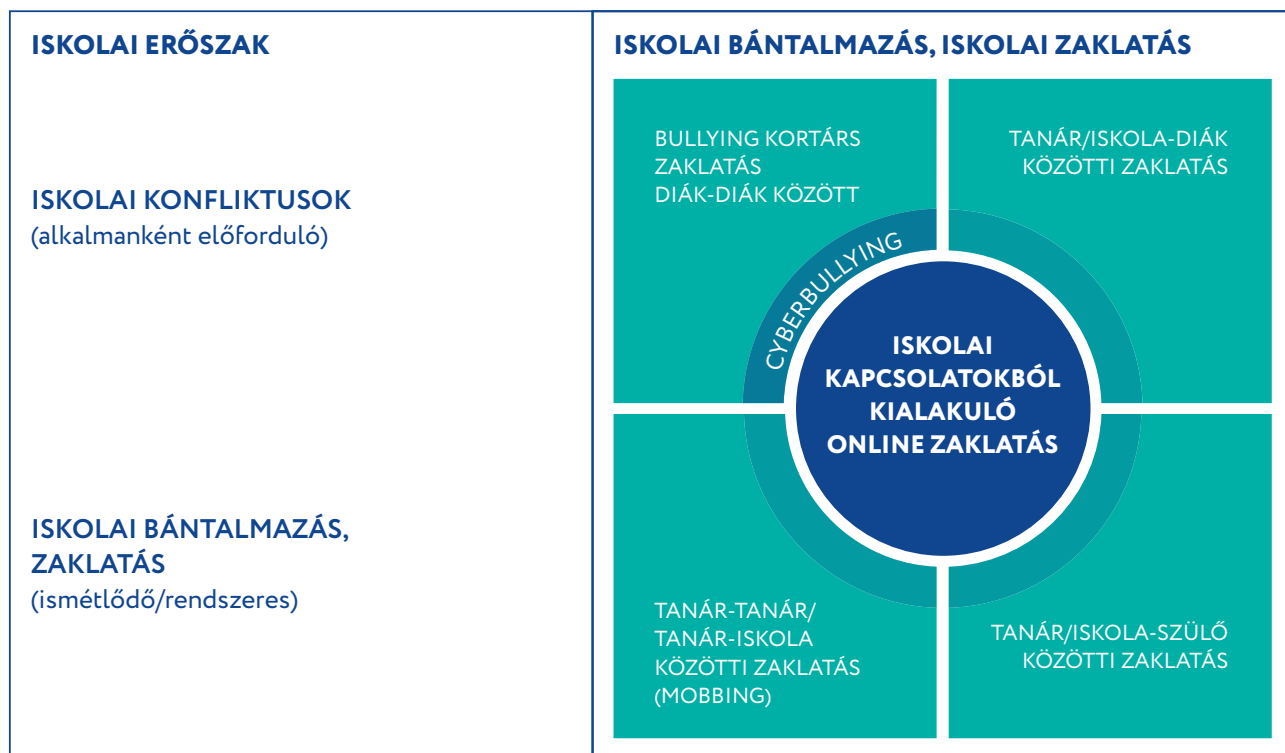 ISKOLAI ERŐSZAK
ISKOLAI KONFLIKTUSOK
(alkalmanként előforduló)
ISKOLAI BÁNTALMAZÁS,
ZAKLATÁS
(ismétlődő/rendszeres)
ISKOLAI BÁNTALMAZÁS, ISKOLAI ZAKLATÁS
BULLYING KORTÁRS
ZAKLATÁS
DIÁK-DIÁK KÖZÖTT
TANÁR/ISKOLA-DIÁK
KÖZÖTTI ZAKLATÁS
CYBERBULLYING
ISKOLAI
KAPCSOLATOKBÓL
KIALAKULÓ
ONLINE ZAKLATÁS
TANÁR-TANÁR/
TANÁR-ISKOLA
KÖZÖTTI ZAKLATÁS
(MOBBING)
TANÁR/ISKOLA-SZÜLŐ
KÖZÖTTI ZAKLATÁS